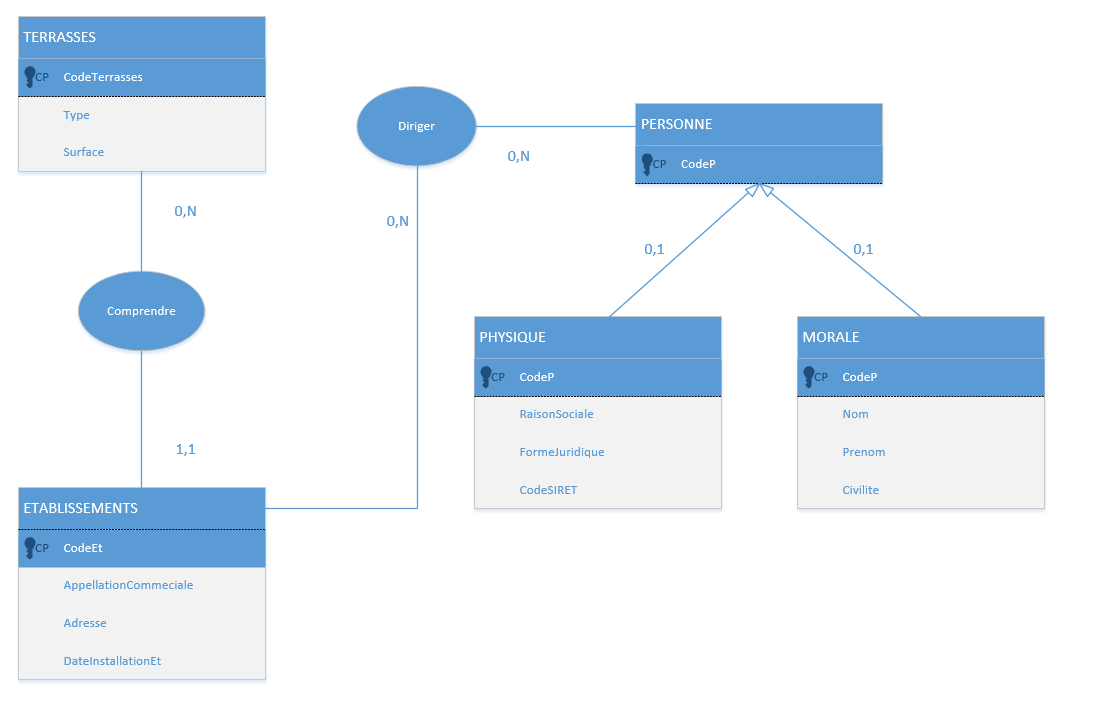 TERRASSES
CP CodeTerrasses
Type
Surface
0,N
Comprendre
1,1
ETABLISSEMENTS
CP CodeEt
AppellationCommeciale
Adresse
DateInstallationEt
Diriger
0,N
0,N
PERSONNE
CP CodeP
0,1
0,1
PHYSIQUE
CP CodeP
RaisonSociale
FormeJuridique
CodeSIRET
MORALE
CP CodeP
Nom
Prenom
Civilite